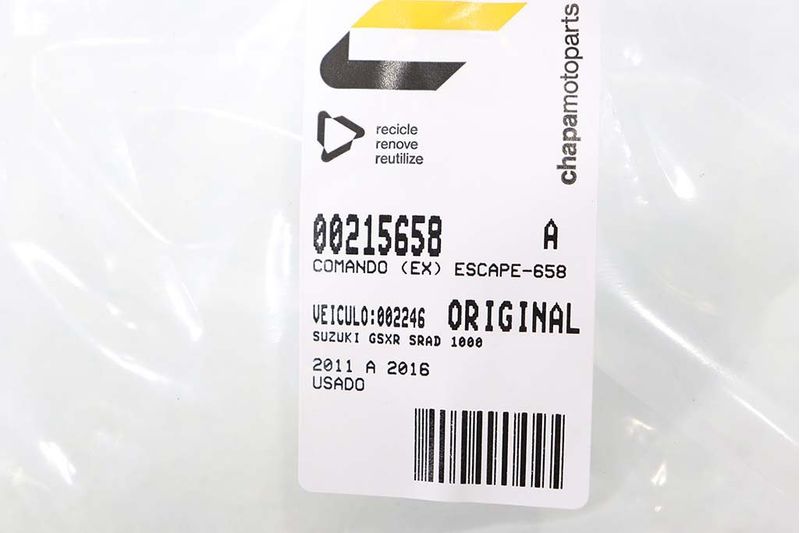 chapamotoparts
recicle
renove
reutilize
00215658 A
COMANDO (EX) ESCAPE-658
VEICULO:002246 ORIGINAL
SUZUKI GSXR SRAD 1000
2011 A 2016
USADO